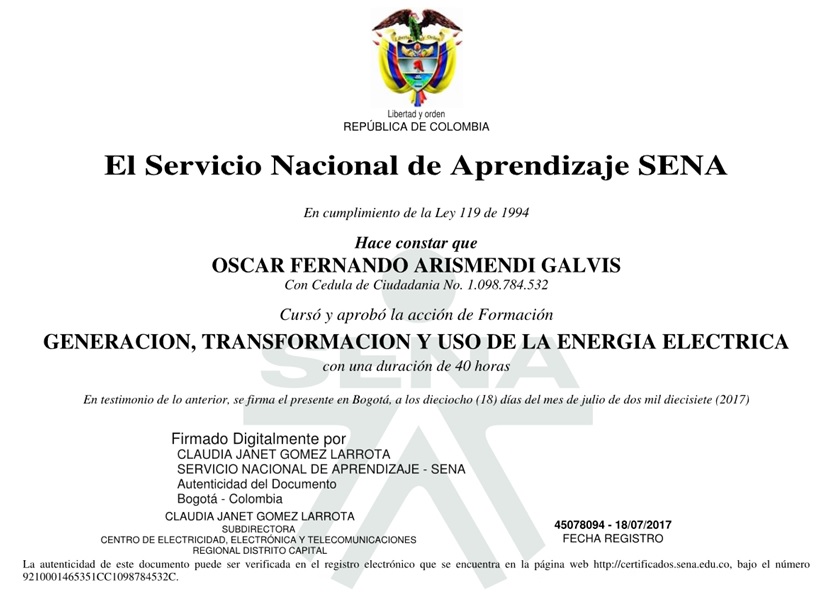 Libertad y orden
REPÚBLICA DE COLOMBIA
El Servicio Nacional de Aprendizaje SENA
En cumplimiento de la Ley 119 de 1994
Hace constar que
OSCAR FERNANDO ARISMENDI GALVIS
Con Cedula de Ciudadania No. 1.098.784.532
Cursó y aprobó la acción de Formación
GENERACION, TRANSFORMACION Y USO DE LA ENERGIA ELECTRICA
SENA
con una duración de 40 horas
En testimonio de lo anterior, se firma el presente en Bogotá, a los dieciocho (18) días del mes de julio de dos mil diecisiete (2017)
Firmado Digitalmente por
CLAUDIA JANET GOMEZ LARROTA
SERVICIO NACIONAL DE APRENDIZAJE - SENA
Autenticidad del Documento
Bogotá - Colombia
CLAUDIA JANET GOMEZ LARROTA
SUBDIRECTORA
CENTRO DE ELECTRICIDAD, ELECTRÓNICA Y TELECOMUNICACIONES
REGIONAL DISTRITO CAPITAL
45078094 - 18/07/2017
FECHA REGISTRO
La autenticidad de este documento puede ser verificada en el registro electrónico que se encuentra en la página web http://certificados.sena.edu.co, bajo el número
9210001465351CC1098784532C.